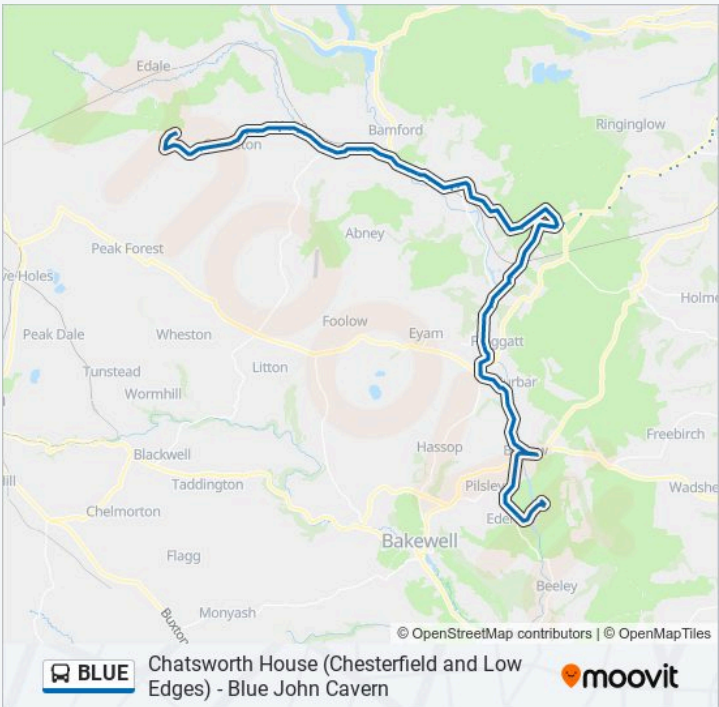 Edale
Bamford
Ringinglow
Abney
Peak Forest
Holme
Foolow
Eyam
Peak Dale
Wheston
Litton
Tunstead
Wormhill
Hassop
Freebirch
Blackwell
Taddington
Pilsley
Wadshe
Chelmorton
Bakewell
Flagg
Beeley
Monyash
Buxton
© OpenStreetMap contributors | © OpenMapTiles
BLUE
Chatsworth House (Chesterfield and Low
Edges) - Blue John Cavern
moovit